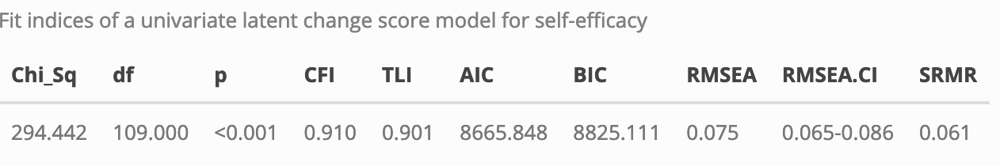 Fit indices of a univariate latent change score model for self-efficacy
Chi_Sq df p CFI TLI AIC BIC RMSEA RMSEA.CI SRMR
294.442 109.000 <0.001 0.910 0.901 8665.848 8825.111 0.075 0.065-0.086 0.061